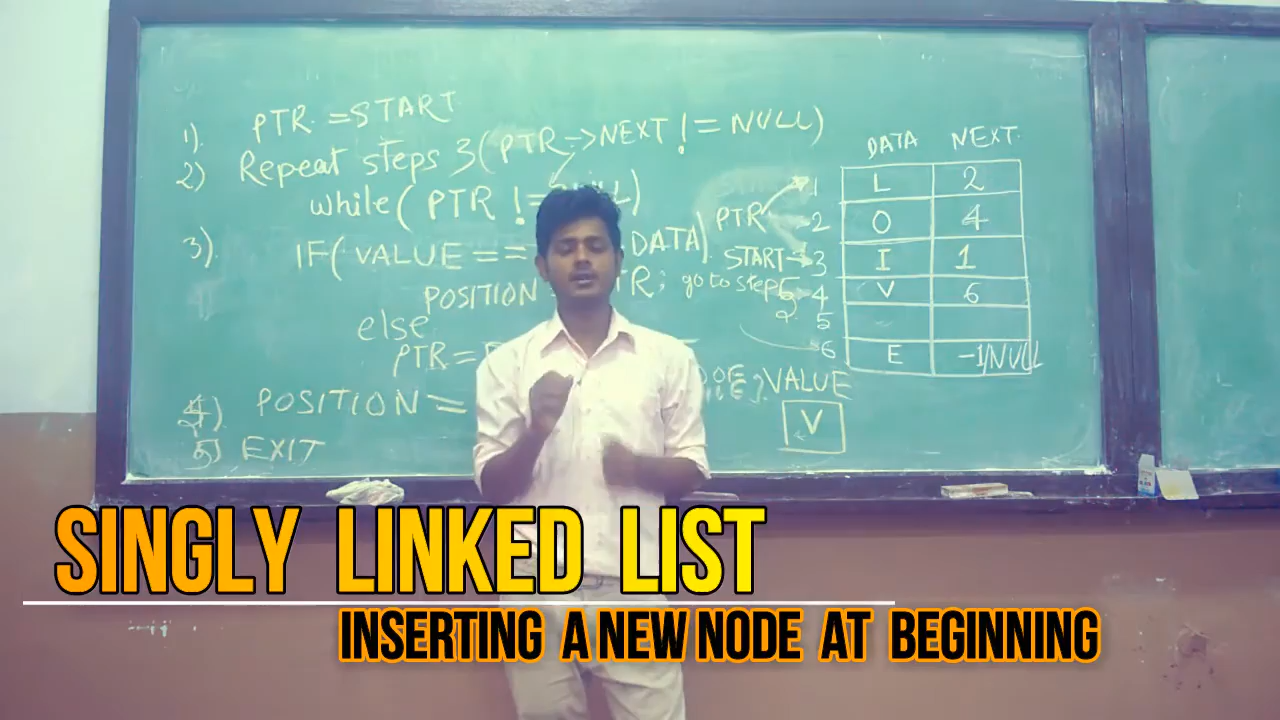 1). PTR = START
2) Repeat steps 3(PTR->NEXT != NULL)
while( PTR != NULL)
3). IF( VALUE == DATA)
POSITION R; go to step
else
PTR=
4) POSITION =
5) EXIT
DATA NEXT
1 L 2
2 O 4
3 I 1
4 V 6
5
6 E -1/NULL
PTR
START
VALUE
V
SINGLY LINKED LIST
INSERTING A NEW NODE AT BEGINNING